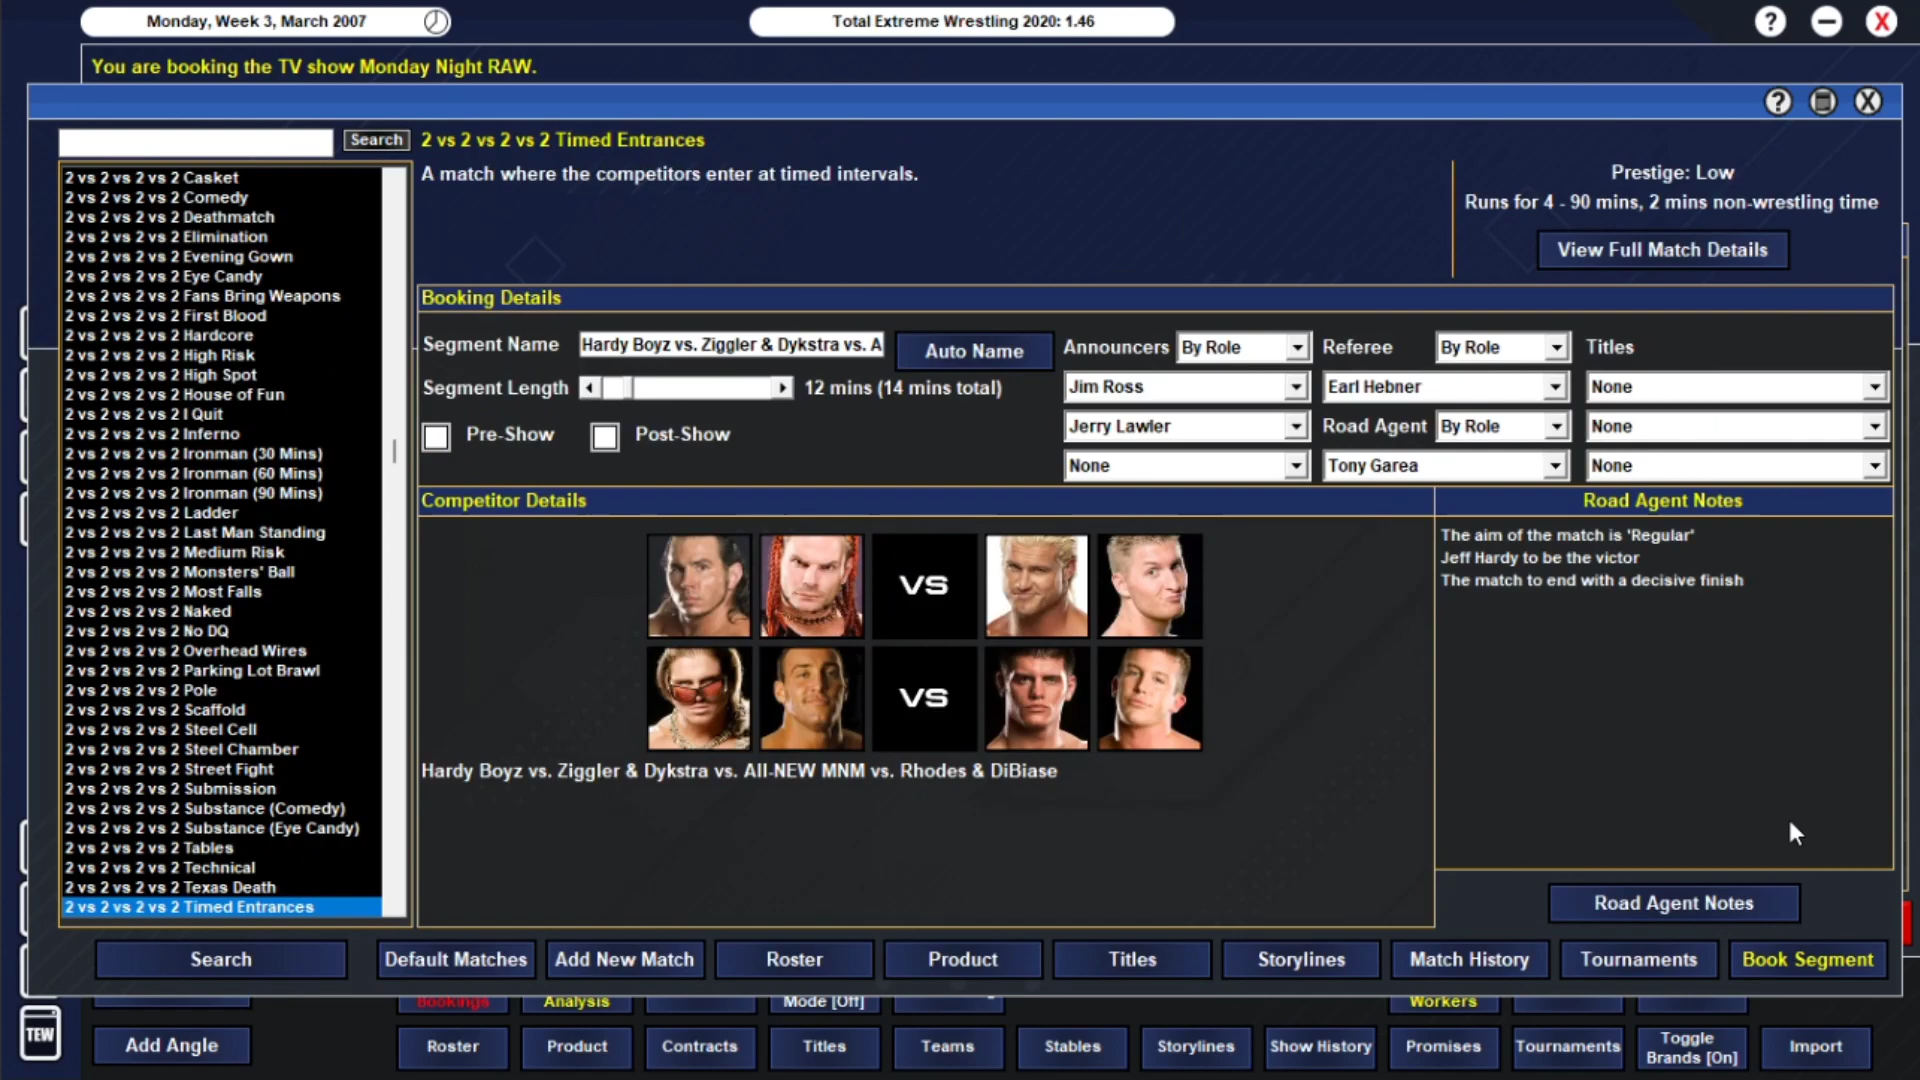 Monday, Week 3, March 2007
Total Extreme Wrestling 2020: 1.46
?
X
You are booking the TV show Monday Night RAW.
?
X
Search
2 vs 2 vs 2 vs 2 Timed Entrances
A match where the competitors enter at timed intervals.
Prestige: Low
Runs for 4 - 90 mins, 2 mins non-wrestling time
View Full Match Details
2 vs 2 vs 2 vs 2 Casket
2 vs 2 vs 2 vs 2 Comedy
2 vs 2 vs 2 vs 2 Deathmatch
2 vs 2 vs 2 vs 2 Elimination
2 vs 2 vs 2 vs 2 Evening Gown
2 vs 2 vs 2 vs 2 Eye Candy
2 vs 2 vs 2 vs 2 Fans Bring Weapons
2 vs 2 vs 2 vs 2 First Blood
2 vs 2 vs 2 vs 2 Hardcore
2 vs 2 vs 2 vs 2 High Risk
2 vs 2 vs 2 vs 2 High Spot
2 vs 2 vs 2 vs 2 House of Fun
2 vs 2 vs 2 vs 2 I Quit
2 vs 2 vs 2 vs 2 Inferno
2 vs 2 vs 2 vs 2 Ironman (30 Mins)
2 vs 2 vs 2 vs 2 Ironman (60 Mins)
2 vs 2 vs 2 vs 2 Ironman (90 Mins)
2 vs 2 vs 2 vs 2 Ladder
2 vs 2 vs 2 vs 2 Last Man Standing
2 vs 2 vs 2 vs 2 Medium Risk
2 vs 2 vs 2 vs 2 Monsters' Ball
2 vs 2 vs 2 vs 2 Most Falls
2 vs 2 vs 2 vs 2 Naked
2 vs 2 vs 2 vs 2 No DQ
2 vs 2 vs 2 vs 2 Overhead Wires
2 vs 2 vs 2 vs 2 Parking Lot Brawl
2 vs 2 vs 2 vs 2 Pole
2 vs 2 vs 2 vs 2 Scaffold
2 vs 2 vs 2 vs 2 Steel Cell
2 vs 2 vs 2 vs 2 Steel Chamber
2 vs 2 vs 2 vs 2 Street Fight
2 vs 2 vs 2 vs 2 Submission
2 vs 2 vs 2 vs 2 Substance (Comedy)
2 vs 2 vs 2 vs 2 Substance (Eye Candy)
2 vs 2 vs 2 vs 2 Tables
2 vs 2 vs 2 vs 2 Technical
2 vs 2 vs 2 vs 2 Texas Death
2 vs 2 vs 2 vs 2 Timed Entrances
Booking Details
Segment Name Hardy Boyz vs. Ziggler & Dykstra vs. A Auto Name Announcers By Role Referee By Role Titles
Segment Length 12 mins (14 mins total) Jim Ross Earl Hebner None
Pre-Show Post-Show Jerry Lawler Road Agent By Role None
None Tony Garea None
Competitor Details
VS
VS
Hardy Boyz vs. Ziggler & Dykstra vs. All-NEW MNM vs. Rhodes & DiBiase
Road Agent Notes
The aim of the match is 'Regular'
Jeff Hardy to be the victor
The match to end with a decisive finish
Road Agent Notes
Search Default Matches Add New Match Roster Product Titles Storylines Match History Tournaments Book Segment
Bookings Analysis Mode [Off] Workers
TEW
Add Angle Roster Product Contracts Titles Teams Stables Storylines Show History Promises Tournaments Toggle Brands [On] Import